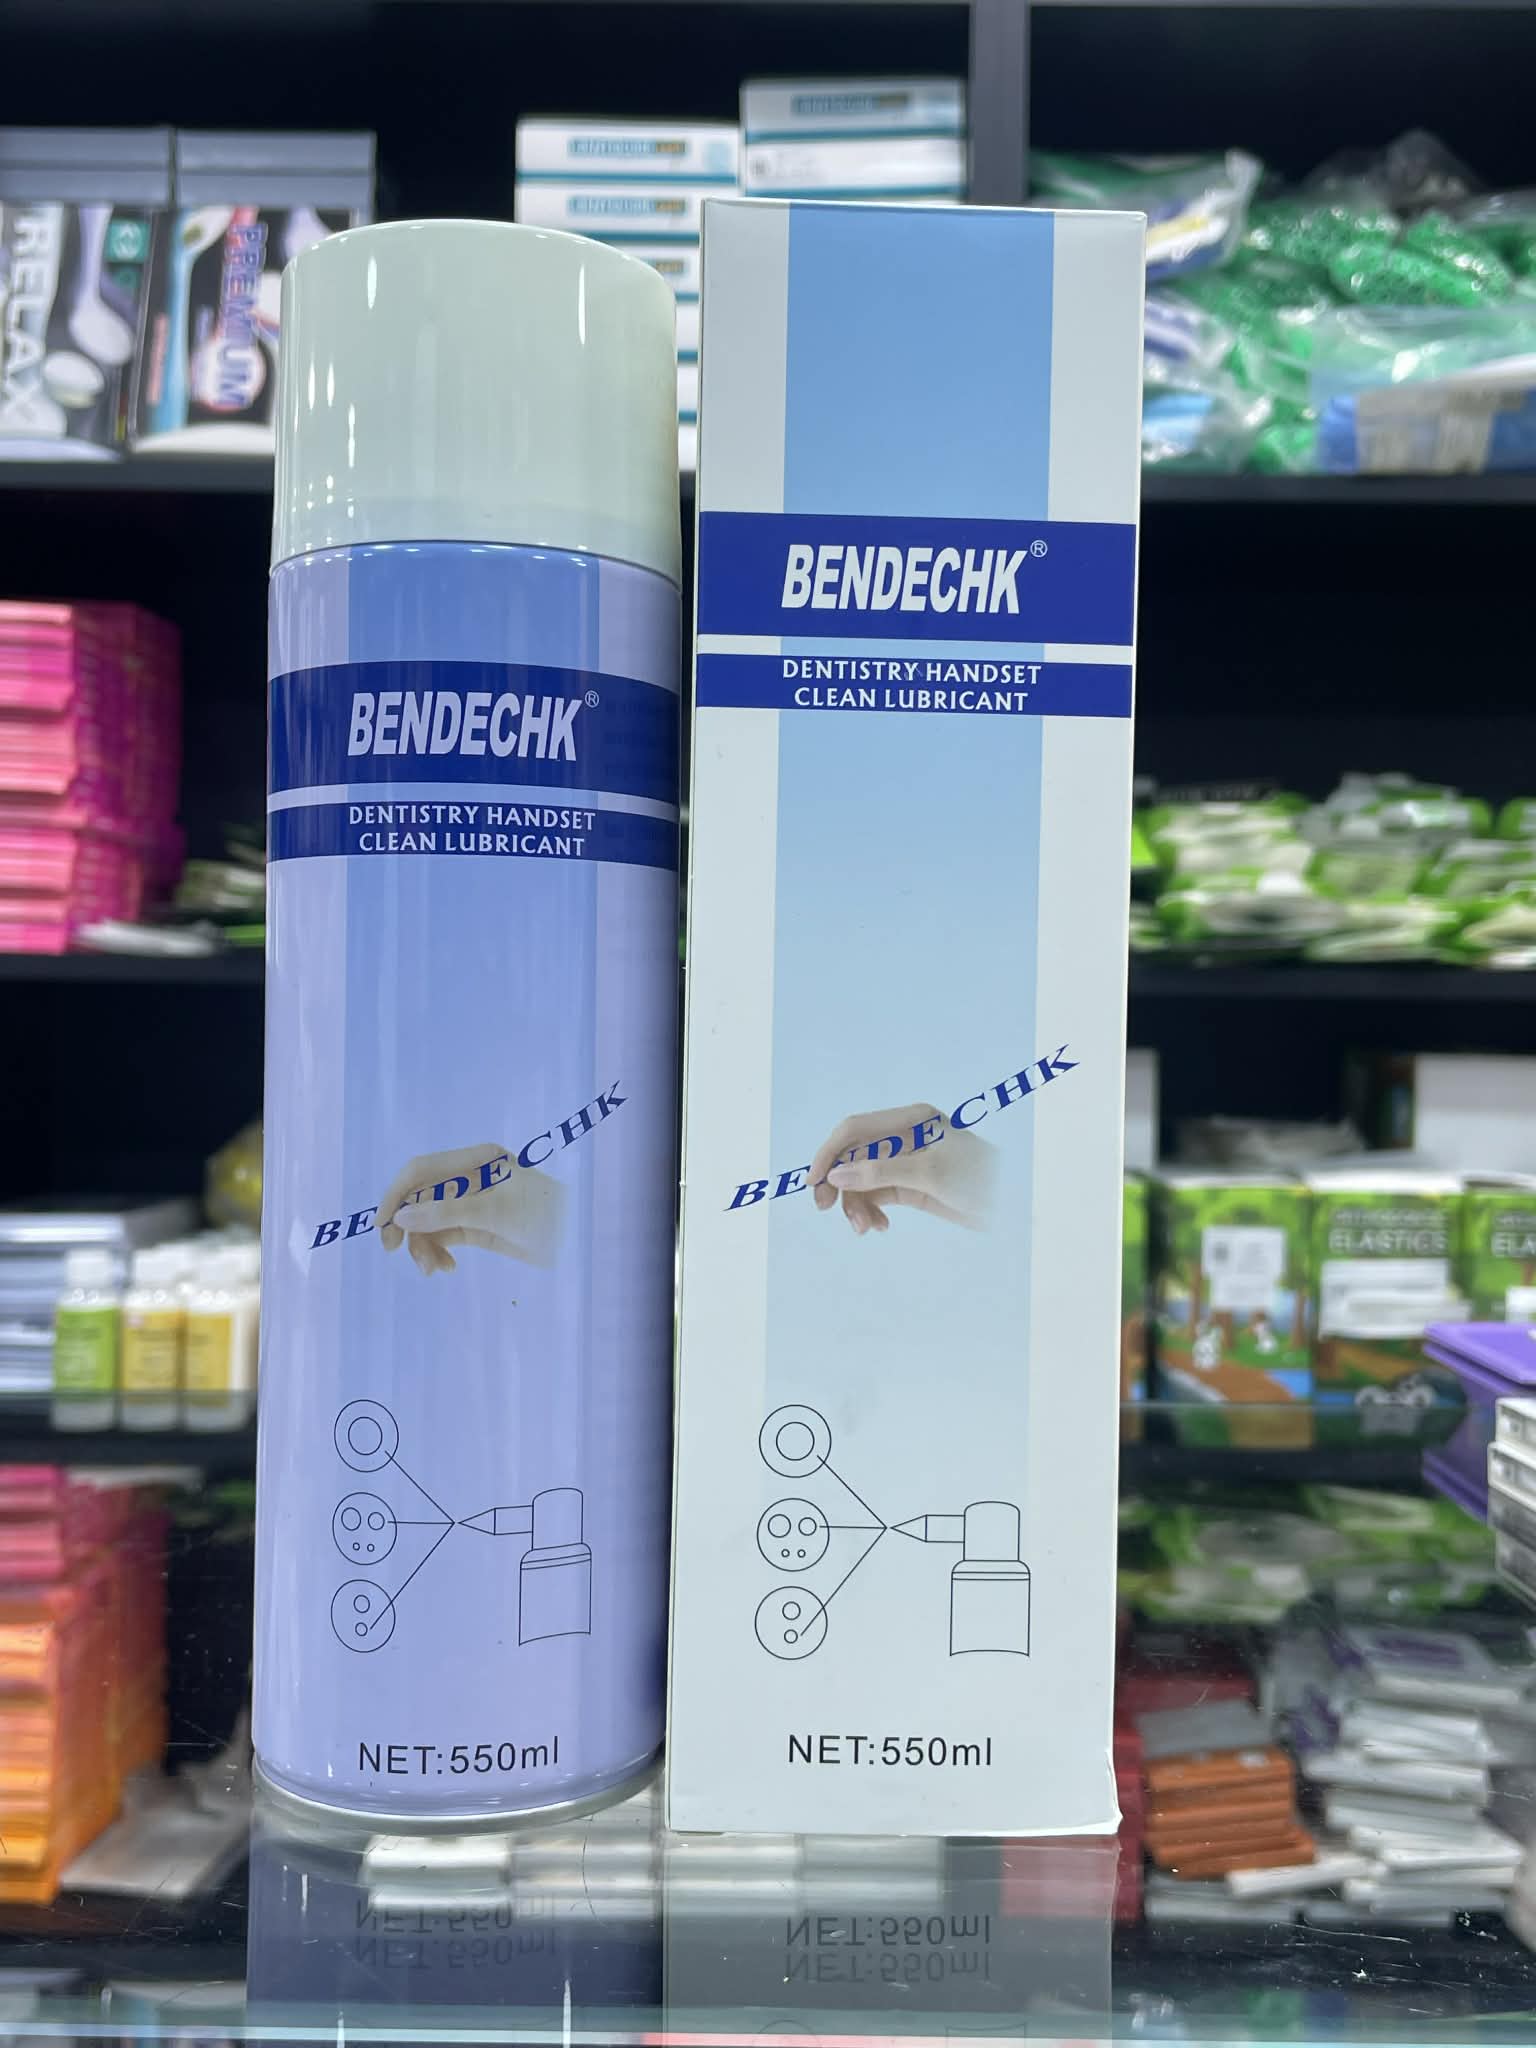 BENDECHK®
DENTISTRY HANDSET
CLEAN LUBRICANT
BENDECHK
NET:550ml
BENDECHK®
DENTISTRY HANDSET
CLEAN LUBRICANT
BENDECHK
NET:550ml
RELAX
PREMIUM
ELASTICS